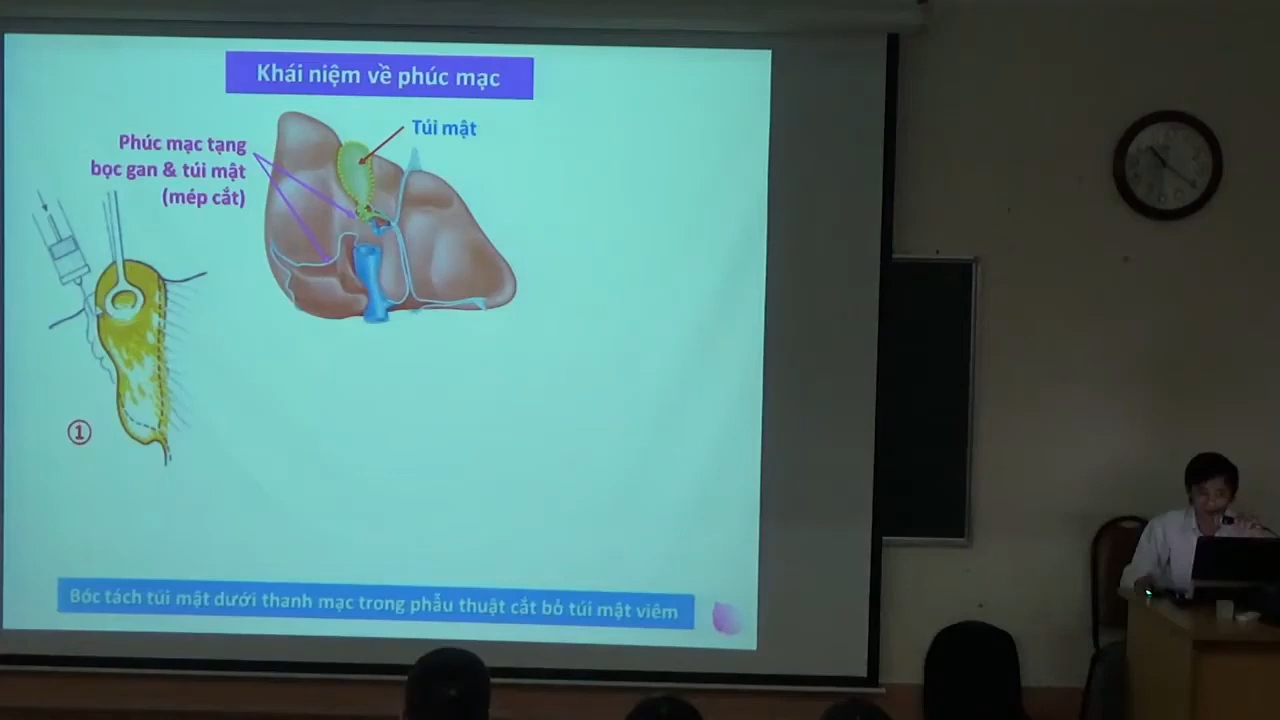 Khái niệm về phúc mạc
Túi mật
Phúc mạc tạng
bọc gan & túi mật
(mép cắt)
1
Bóc tách túi mật dưới thanh mạc trong phẫu thuật cắt bỏ túi mật viêm